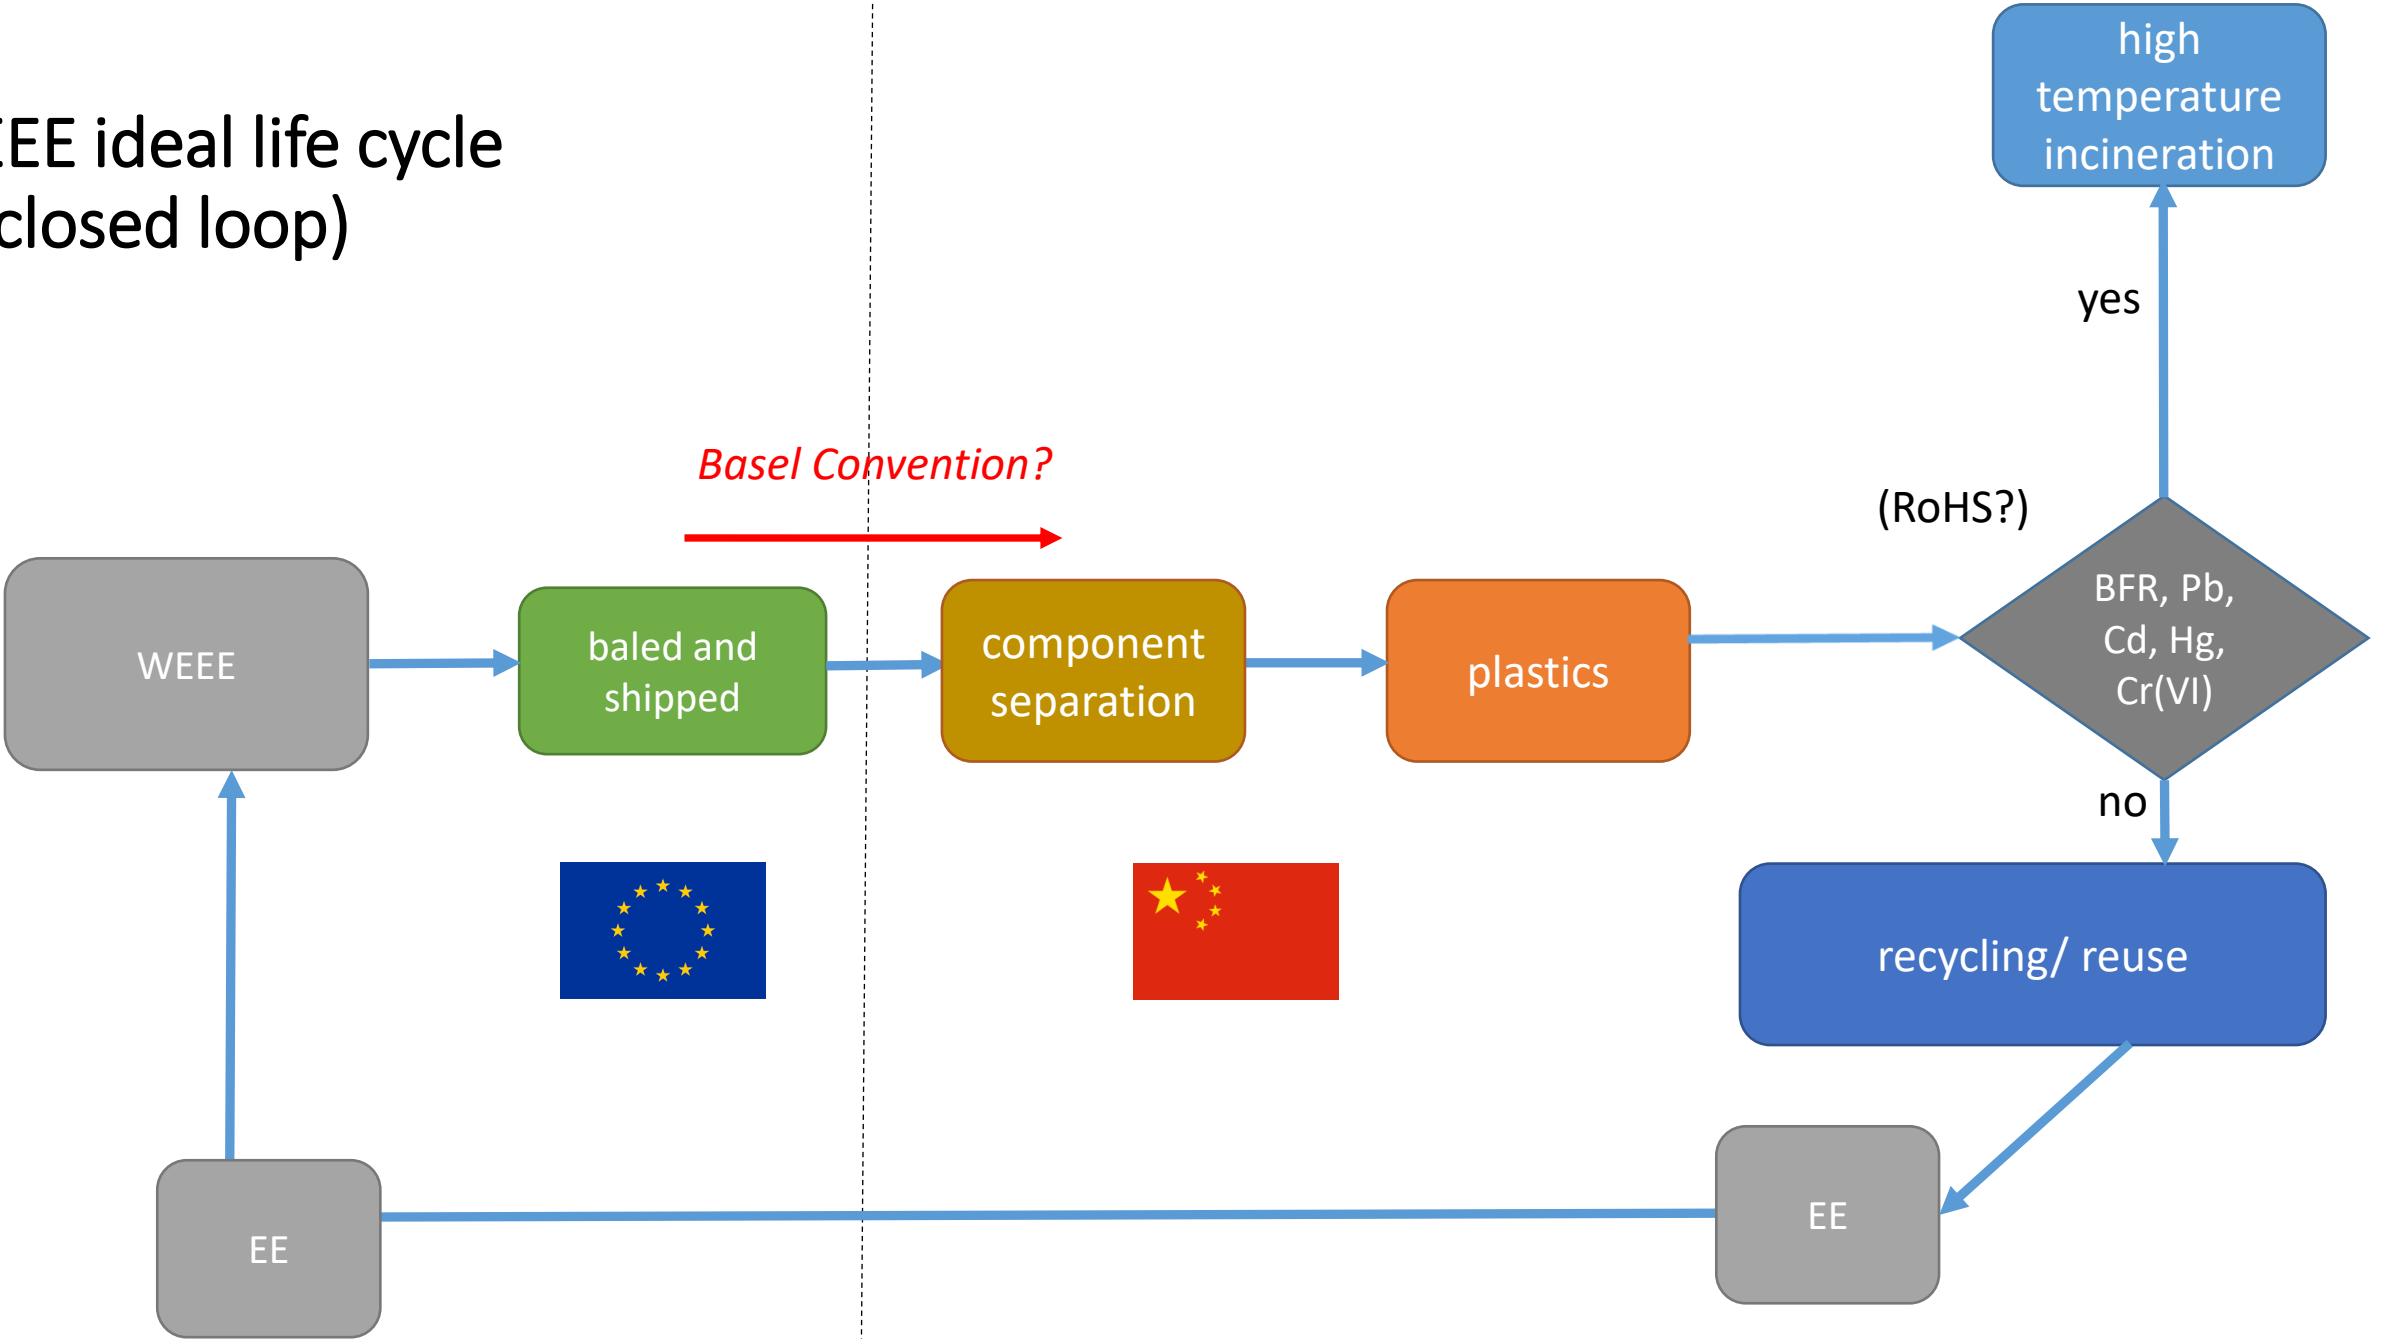 EE ideal life cycle
closed loop)
high
temperature
incineration
yes
Basel Convention?
(RoHS?)
WEEE
baled and
shipped
component
separation
plastics
BFR, Pb,
Cd, Hg,
Cr(VI)
no
recycling/ reuse
EE
EE